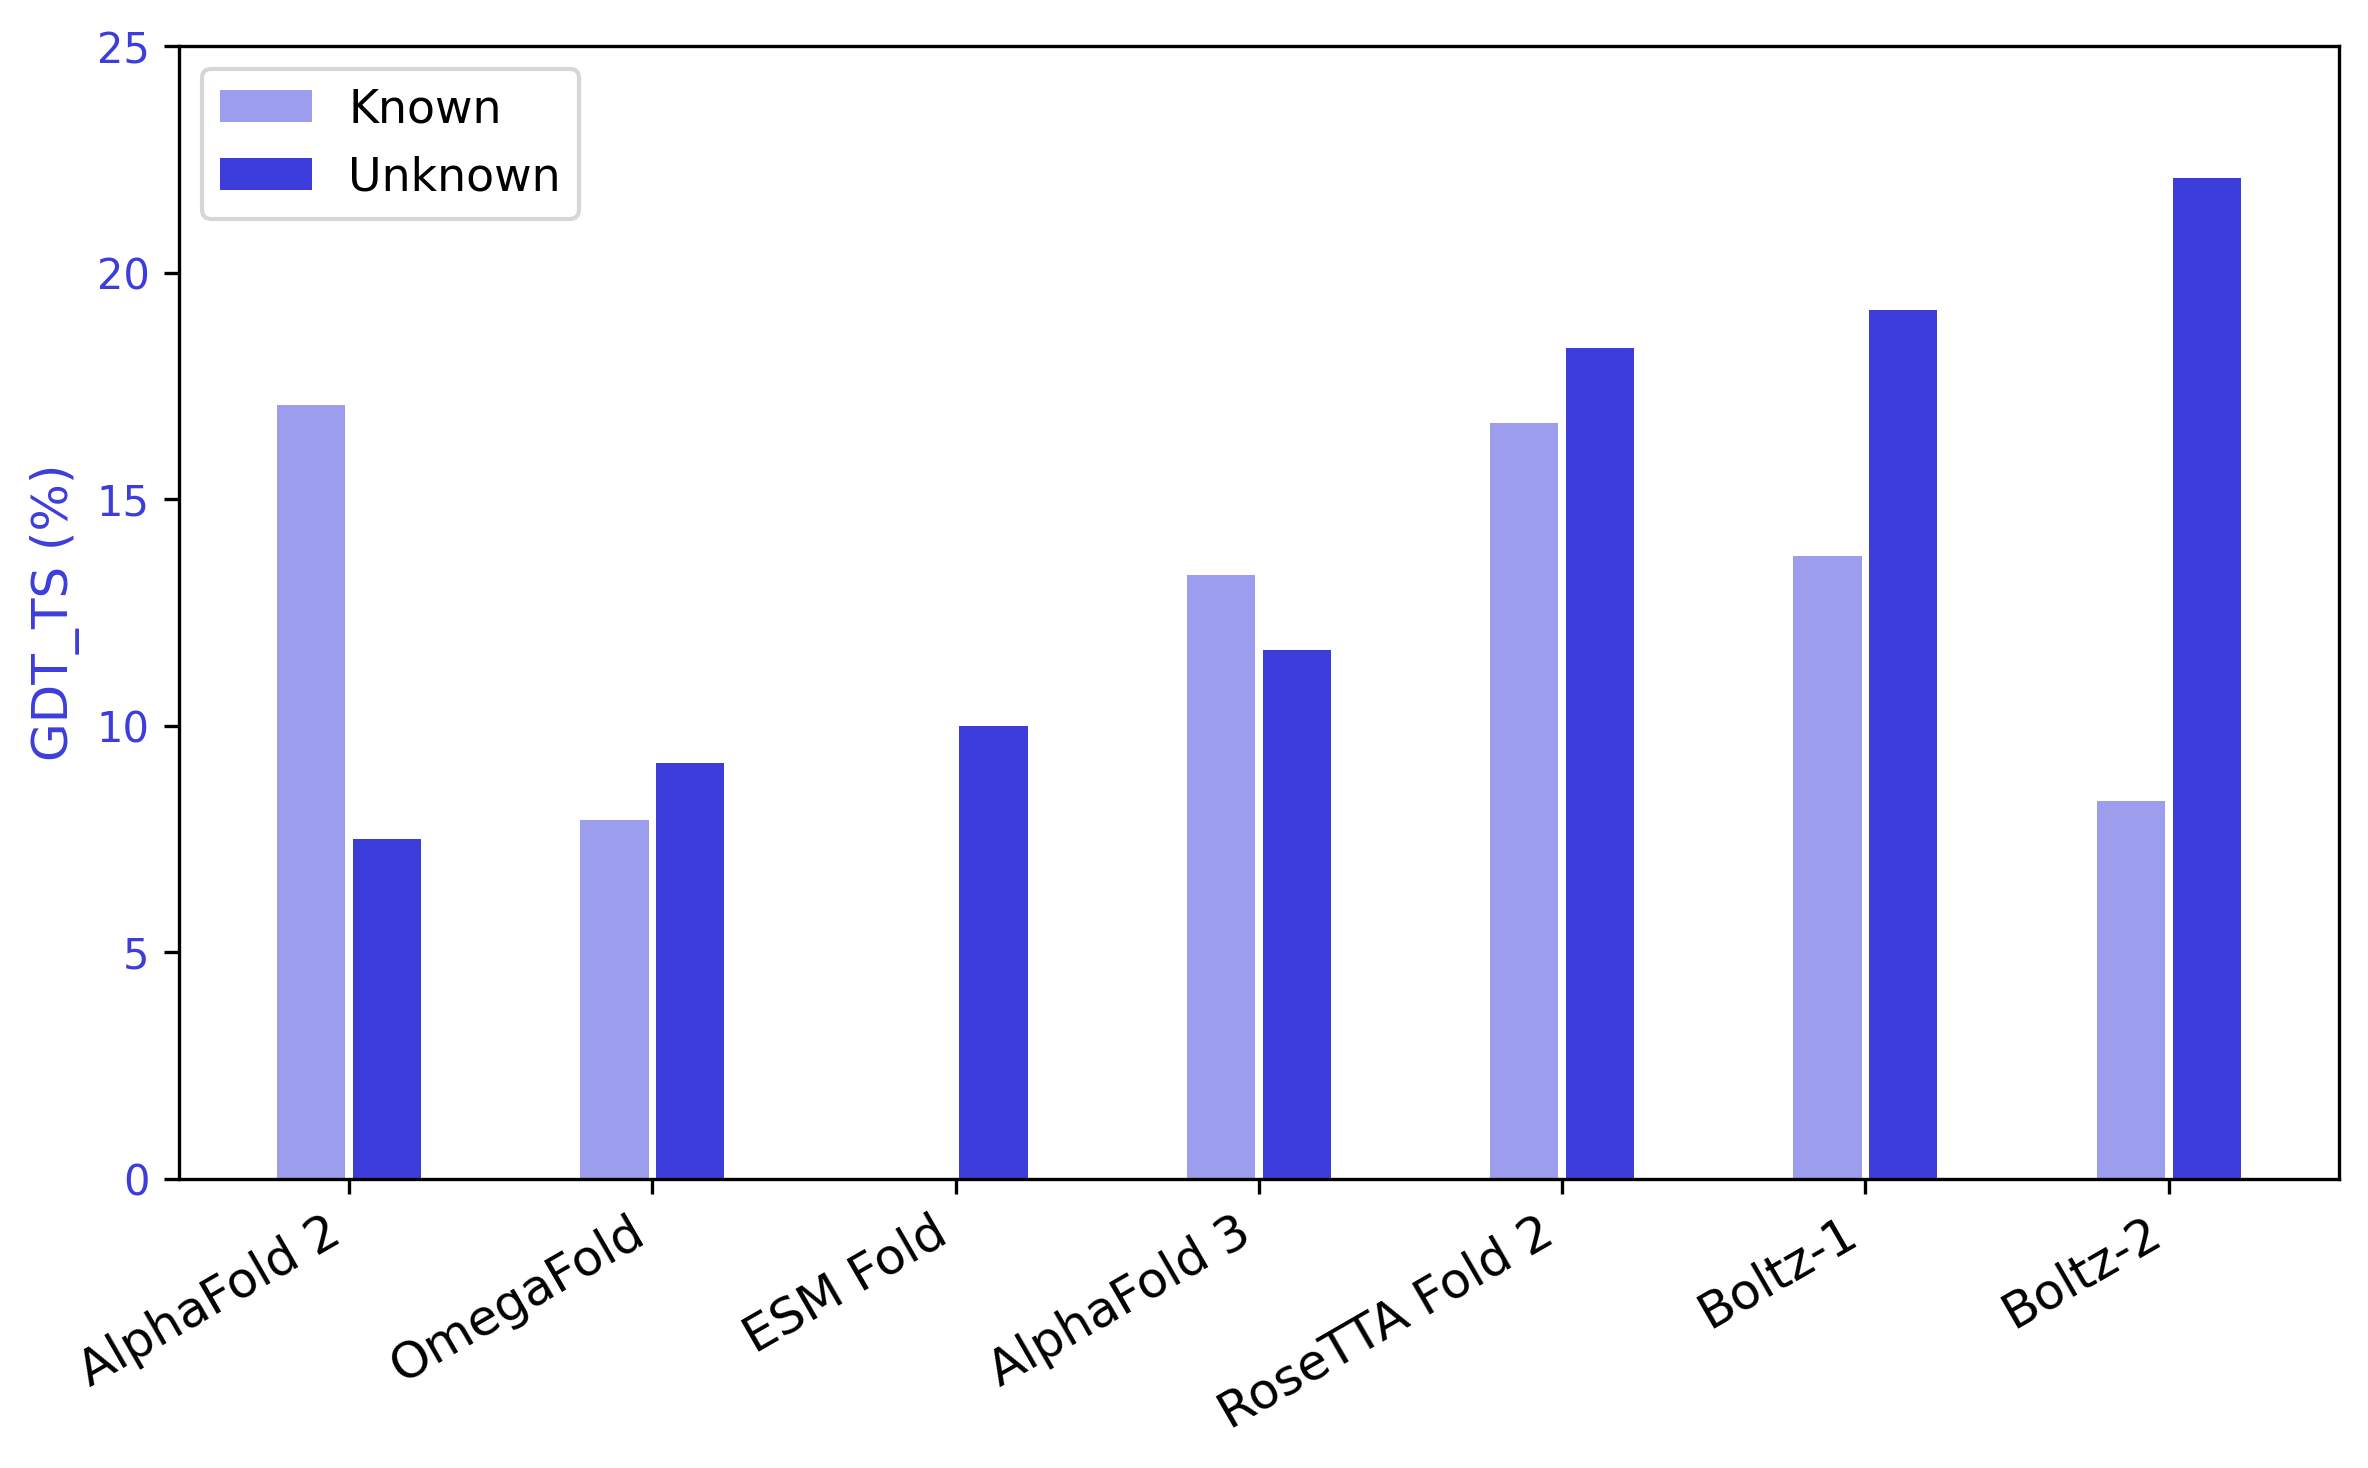 25
20
15
10
5
0
GDT_TS (%)
Known
Unknown
AlphaFold 2
OmegaFold
ESM Fold
AlphaFold 3
RoseTTA Fold 2
Boltz-1
Boltz-2